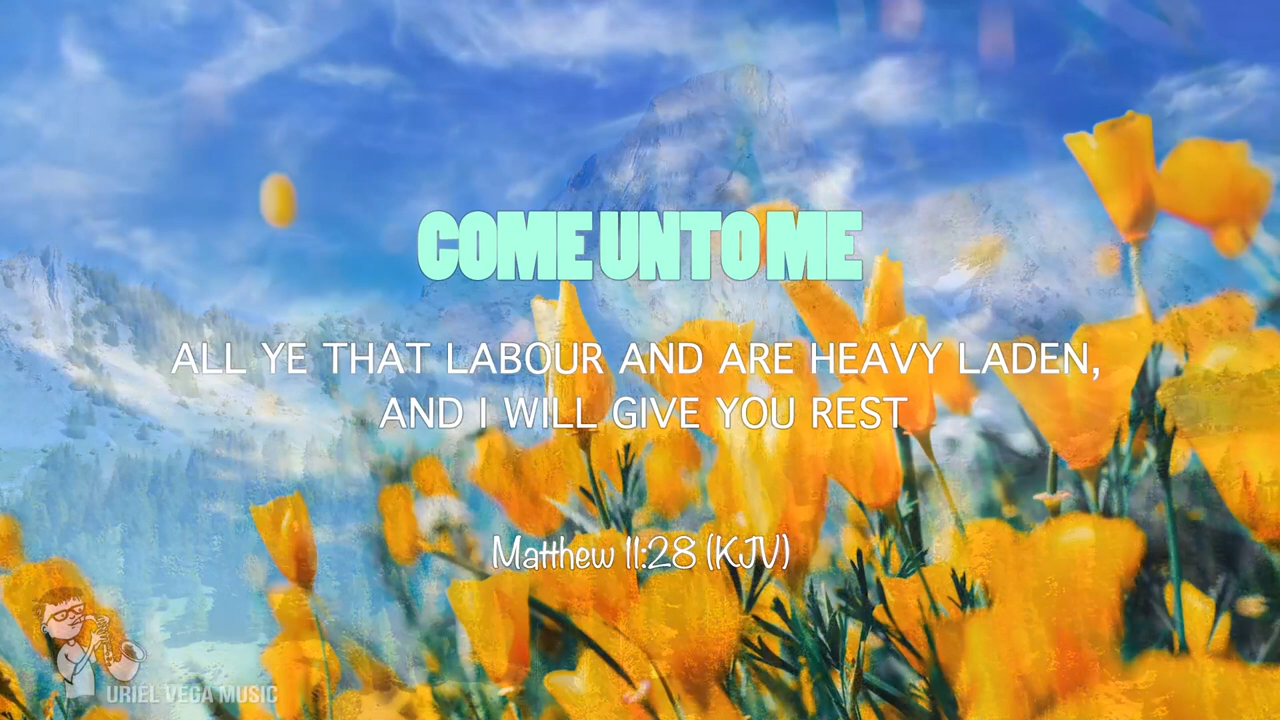 COME UNTO ME
ALL YE THAT LABOUR AND ARE HEAVY LADEN,
AND I WILL GIVE YOU REST
Matthew 11:28 (KJV)
URIEL VEGA MUSIC